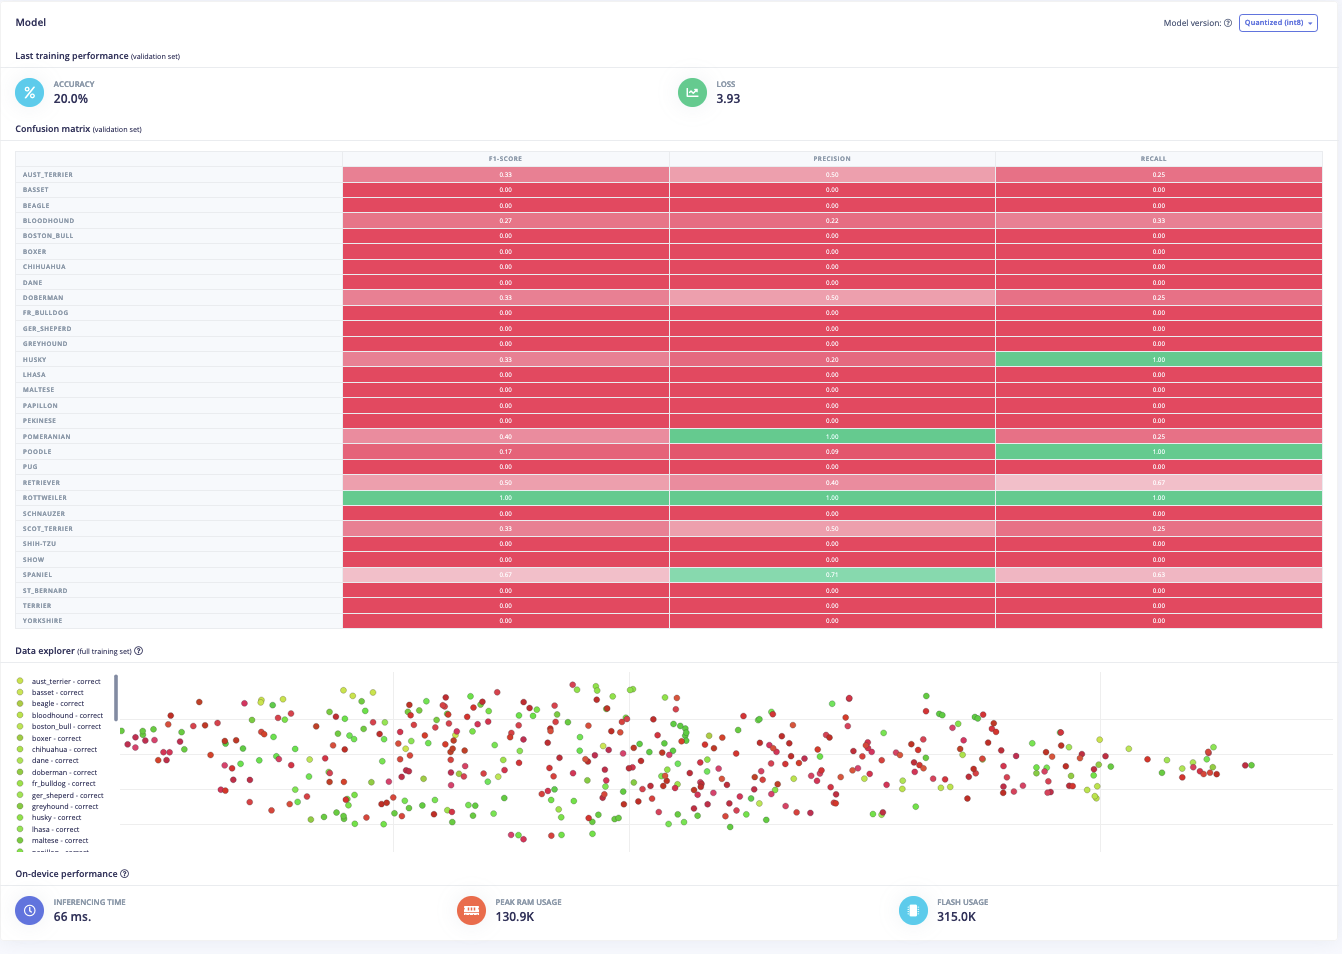 Model
Model version: Quantized (int8)
Last training performance (validation set)
ACCURACY
20.0%
LOSS
3.93
Confusion matrix (validation set)
F1-SCORE PRECISION RECALL
AUST_TERRIER 0.33 0.50 0.25
BASSET 0.00 0.00 0.00
BEAGLE 0.00 0.00 0.00
BLOODHOUND 0.27 0.22 0.33
BOSTON_BULL 0.00 0.00 0.00
BOXER 0.00 0.00 0.00
CHIHUAHUA 0.00 0.00 0.00
DANE 0.00 0.00 0.00
DOBERMAN 0.33 0.50 0.25
FR_BULLDOG 0.00 0.00 0.00
GER_SHEPERD 0.00 0.00 0.00
GREYHOUND 0.00 0.00 0.00
HUSKY 0.33 0.20 1.00
LHASA 0.00 0.00 0.00
MALTESE 0.00 0.00 0.00
PAPILLON 0.00 0.00 0.00
PEKINESE 0.00 0.00 0.00
POMERANIAN 0.40 1.00 0.25
POODLE 0.17 0.09 1.00
PUG 0.00 0.00 0.00
RETRIEVER 0.50 0.40 0.67
ROTTWEILER 1.00 1.00 1.00
SCHNAUZER 0.00 0.00 0.00
SCOT_TERRIER 0.33 0.50 0.25
SHIH-TZU 0.00 0.00 0.00
SHOW 0.00 0.00 0.00
SPANIEL 0.67 0.71 0.63
ST_BERNARD 0.00 0.00 0.00
TERRIER 0.00 0.00 0.00
YORKSHIRE 0.00 0.00 0.00
Data explorer (full training set)
aust_terrier - correct
basset - correct
beagle - correct
bloodhound - correct
boston_bull - correct
boxer - correct
chihuahua - correct
dane - correct
doberman - correct
fr_bulldog - correct
ger_sheperd - correct
greyhound - correct
husky - correct
lhasa - correct
maltese - correct
papillon - correct
On-device performance
INFERENCING TIME
66 ms.
PEAK RAM USAGE
130.9K
FLASH USAGE
315.0K